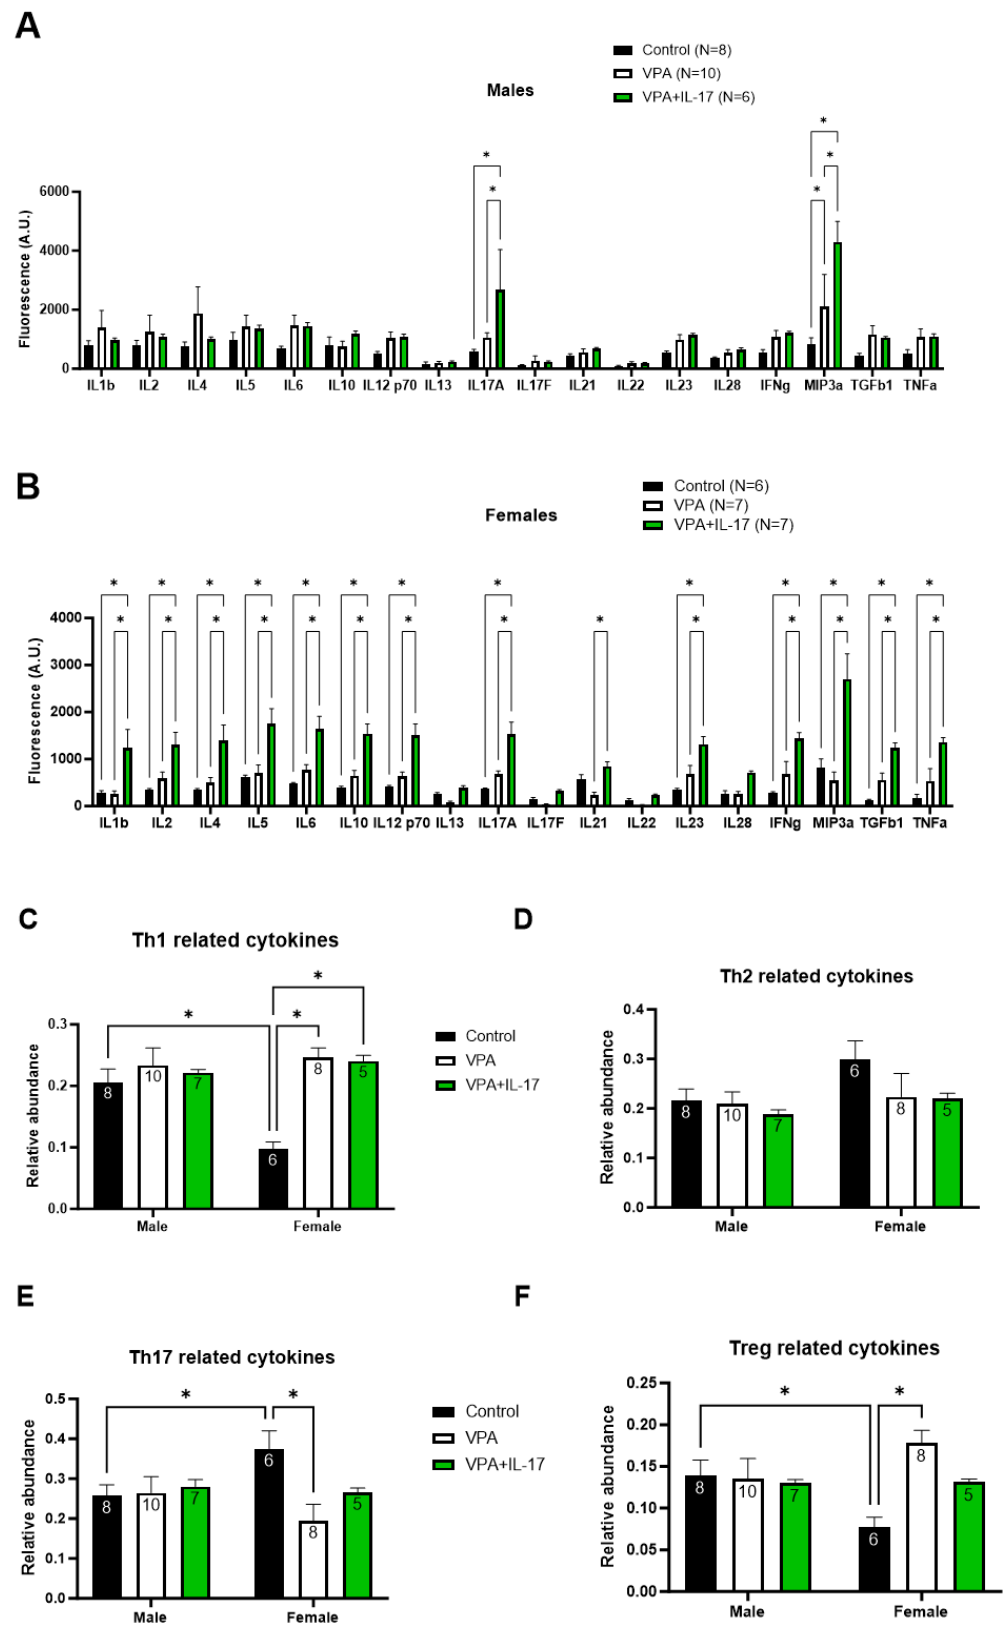 A
Control (N=8)
VPA (N=10)
VPA+IL-17 (N=6)
Males
* * * * *
Fluorescence (A.U.)
6000
4000
2000
0
IL1b IL2 IL4 IL5 IL6 IL10 IL12 p70 IL13 IL17A IL17F IL21 IL22 IL23 IL28 IFNg MIP3a TGFb1 TNFa
B
Control (N=6)
VPA (N=7)
VPA+IL-17 (N=7)
Females
* * * * * * * * * * * * *
* * * * * * * * * * * * * *
Fluorescence (A.U.)
4000
3000
2000
1000
0
IL1b IL2 IL4 IL5 IL6 IL10 IL12 p70 IL13 IL17A IL17F IL21 IL22 IL23 IL28 IFNg MIP3a TGFb1 TNFa
C
Th1 related cytokines
* * *
Relative abundance
0.3
0.2
0.1
0.0
8 10 7 6 8 5
Male Female
Control
VPA
VPA+IL-17
D
Th2 related cytokines
Relative abundance
0.4
0.3
0.2
0.1
0.0
8 10 7 6 8 5
Male Female
E
Th17 related cytokines
* *
Relative abundance
0.5
0.4
0.3
0.2
0.1
0.0
8 10 7 6 8 5
Male Female
Control
VPA
VPA+IL-17
F
Treg related cytokines
* *
Relative abundance
0.25
0.20
0.15
0.10
0.05
0.00
8 10 7 6 8 5
Male Female